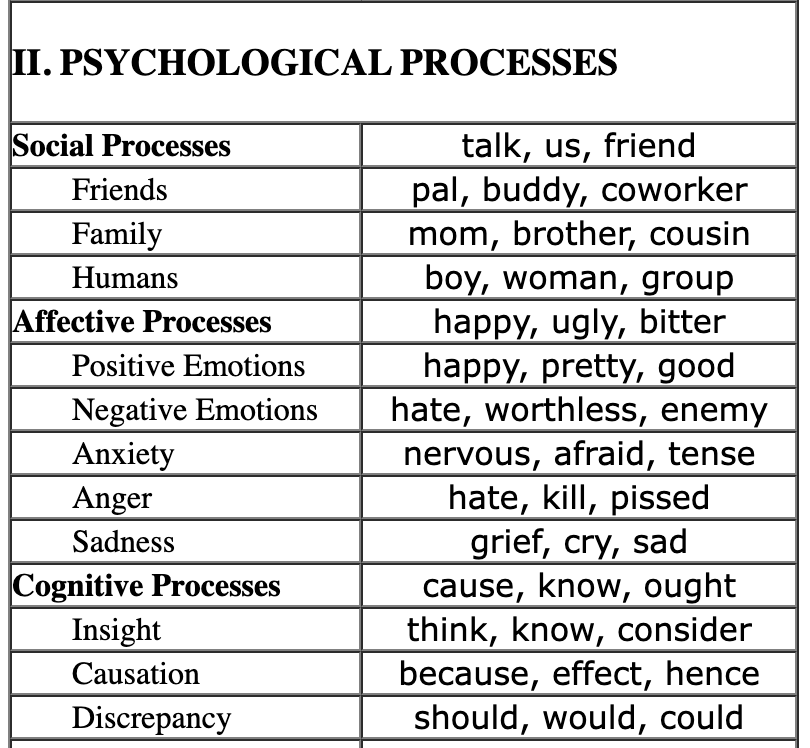 II. PSYCHOLOGICAL PROCESSES
Social Processes talk, us, friend
Friends pal, buddy, coworker
Family mom, brother, cousin
Humans boy, woman, group
Affective Processes happy, ugly, bitter
Positive Emotions happy, pretty, good
Negative Emotions hate, worthless, enemy
Anxiety nervous, afraid, tense
Anger hate, kill, pissed
Sadness grief, cry, sad
Cognitive Processes cause, know, ought
Insight think, know, consider
Causation because, effect, hence
Discrepancy should, would, could